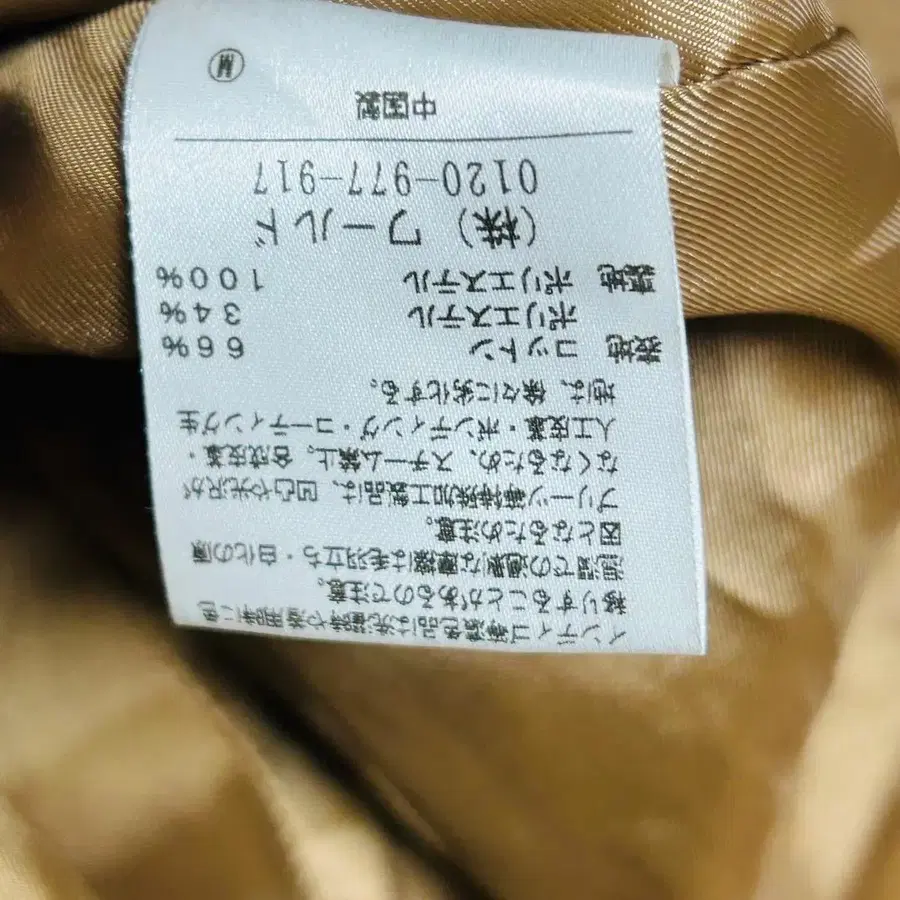 インディゴ等濃色品は洗濯時や着用時に色
移りすることがあるので注意。
湿潤での過剰な摩擦は毛羽立ち・白化の原
因となるため注意。
プリーツ等特殊加工製品は、凹凸や光沢が
なくなるため、スチーム禁止。合成皮革・
人工皮革・ボンディング・コーティング生
地は、徐々に劣化する。
表地 コットン 66%
ポリエステル 34%
裏地 ポリエステル 100%
(株)ワールド
0120-977-917
中国製
M